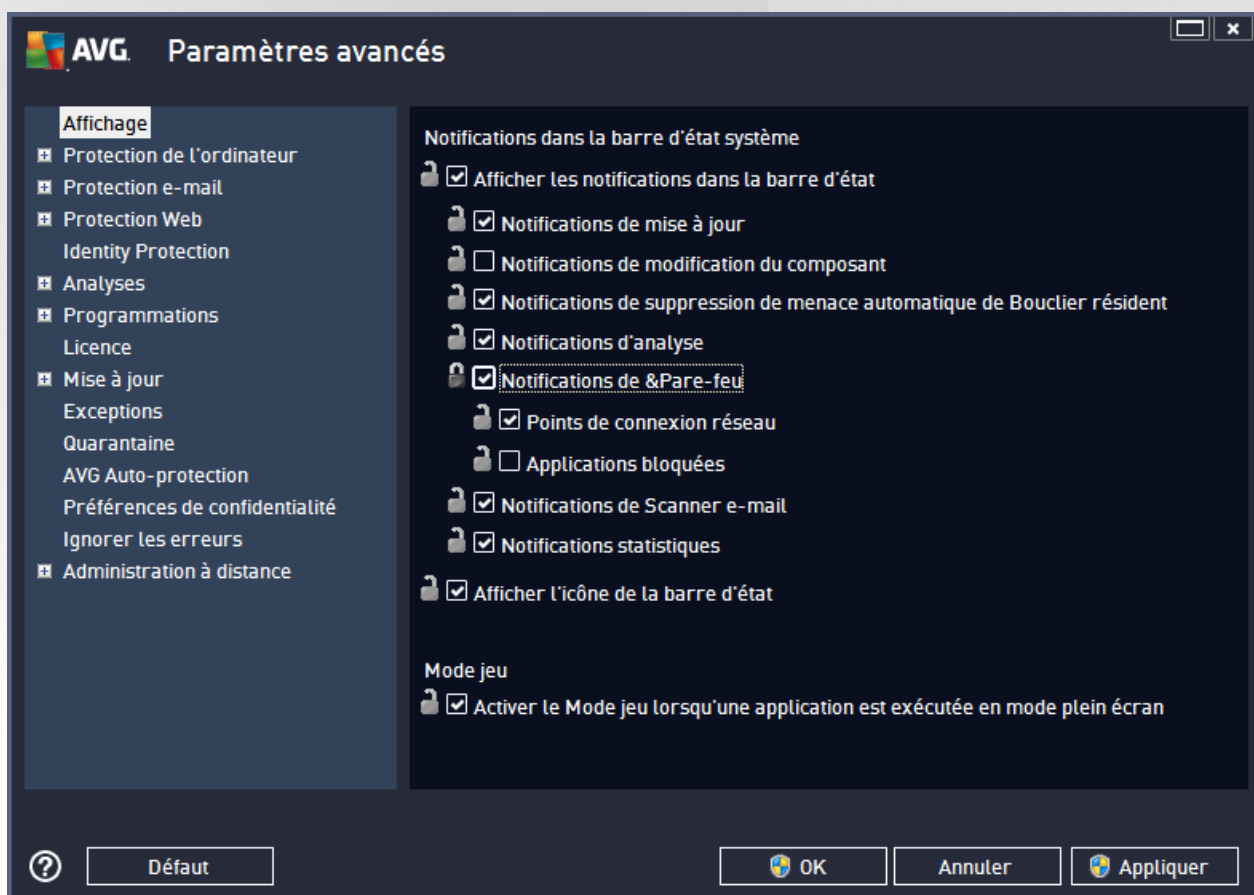 AVG. Paramètres avancés
Affichage
Protection de l'ordinateur
Protection e-mail
Protection Web
Identity Protection
Analyses
Programmations
Licence
Mise à jour
Exceptions
Quarantaine
AVG Auto-protection
Préférences de confidentialité
Ignorer les erreurs
Administration à distance
Notifications dans la barre d'état système
Afficher les notifications dans la barre d'état
Notifications de mise à jour
Notifications de modification du composant
Notifications de suppression de menace automatique de Bouclier résident
Notifications d'analyse
Notifications de &Pare-feu
Points de connexion réseau
Applications bloquées
Notifications de Scanner e-mail
Notifications statistiques
Afficher l'icône de la barre d'état
Mode jeu
Activer le Mode jeu lorsqu'une application est exécutée en mode plein écran
? Défaut OK Annuler Appliquer